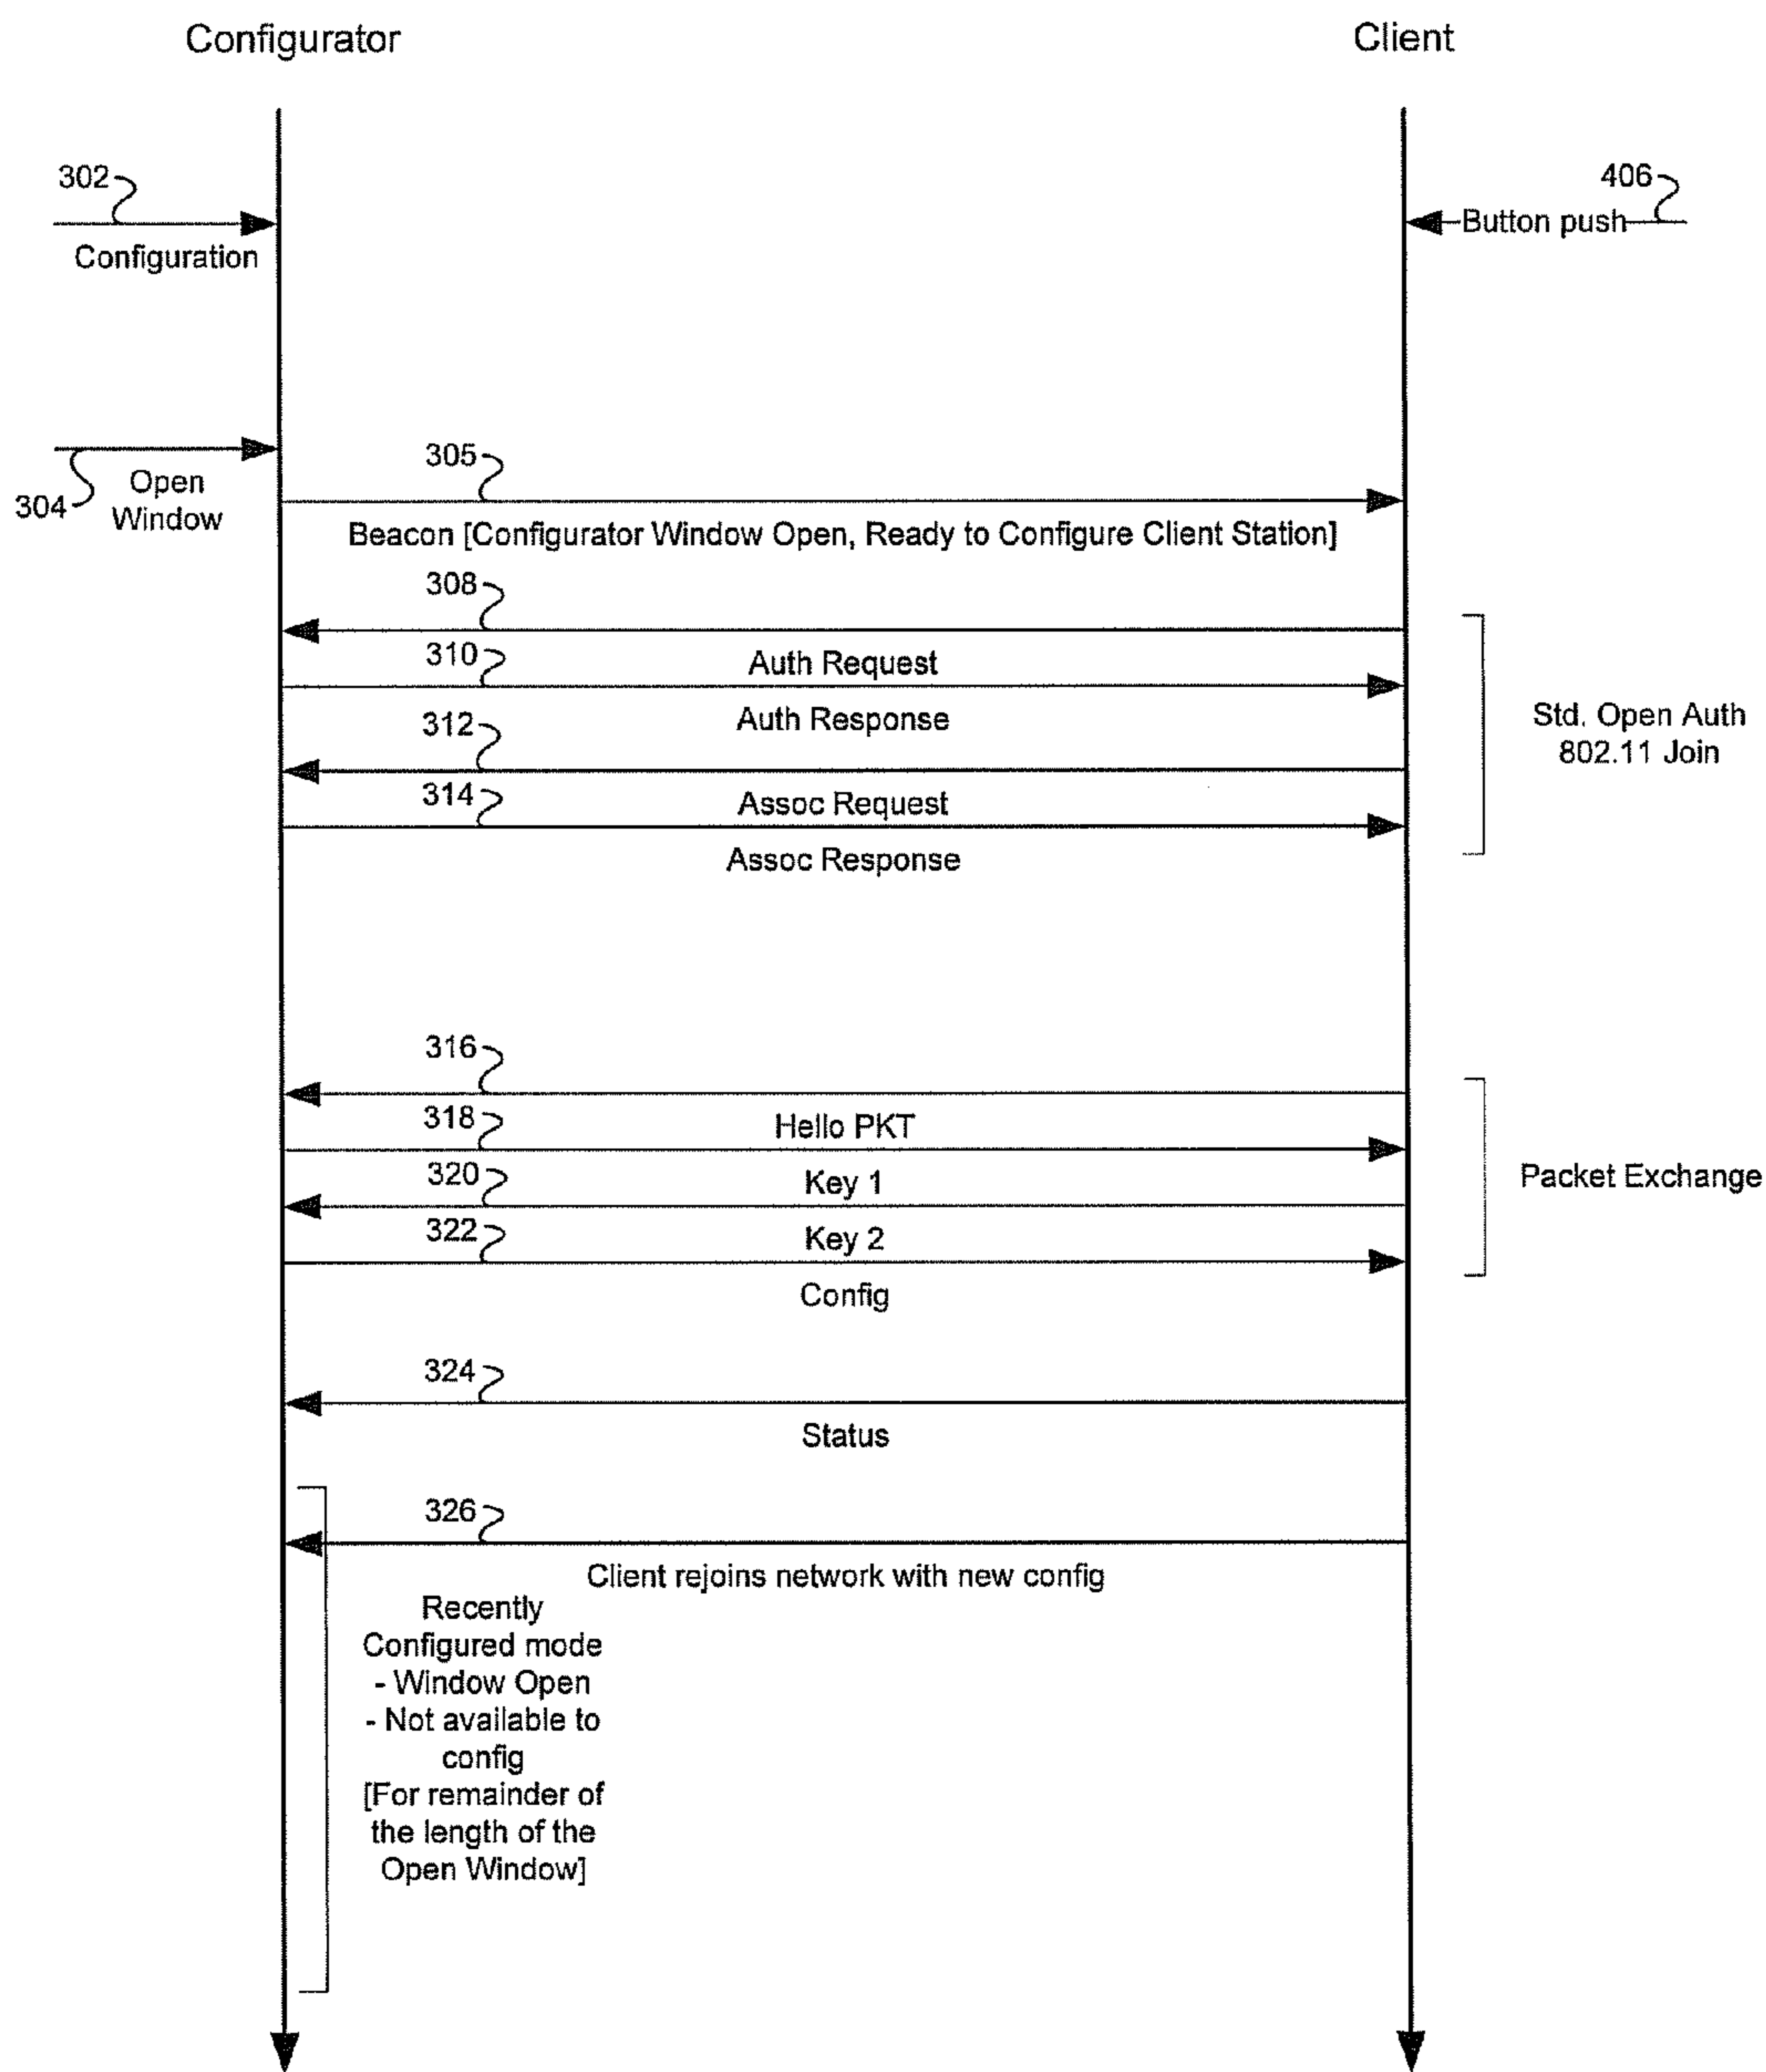 Configurator
Client
302
Configuration
406
Button push
304
Open
Window
305
Beacon [Configurator Window Open, Ready to Configure Client Station]
308
Auth Request
310
Auth Response
312
Assoc Request
314
Assoc Response
Std. Open Auth
802.11 Join
316
Hello PKT
318
Key 1
320
Key 2
322
Config
Packet Exchange
324
Status
326
Client rejoins network with new config
Recently
Configured mode
- Window Open
- Not available to
config
[For remainder of
the length of the
Open Window]